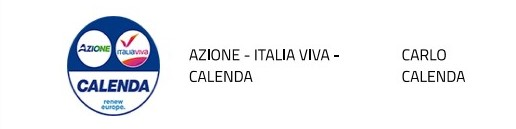 AZIONE
ITALIAVIVA
CALENDA
renew
europe.
AZIONE - ITALIA VIVA -
CALENDA
CARLO
CALENDA